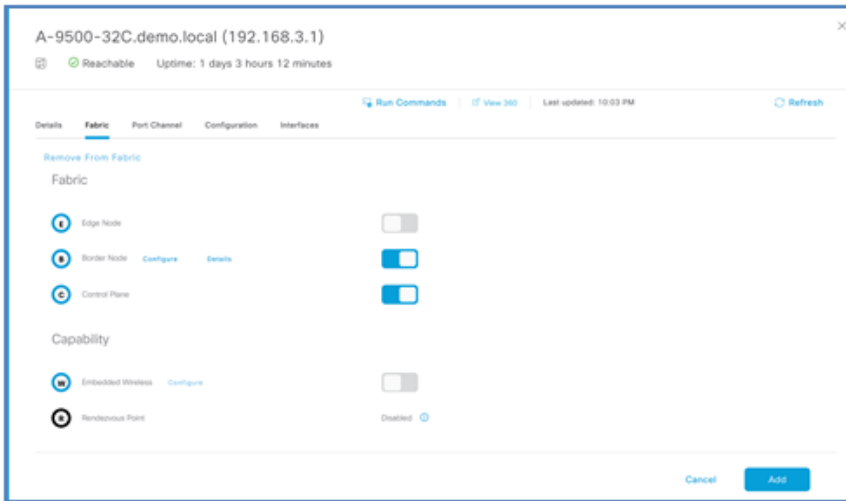 A-9500-32C.demo.local (192.168.3.1)
Reachable Uptime: 1 days 3 hours 12 minutes
Run Commands View 360 Last updated: 10:03 PM Refresh
Details Fabric Port Channel Configuration Interfaces
Remove From Fabric
Fabric
E Edge Node
B Border Node Configure Details
C Control Plane
Capability
W Embedded Wireless Configure
R Rendezvous Point Disabled
Cancel Add